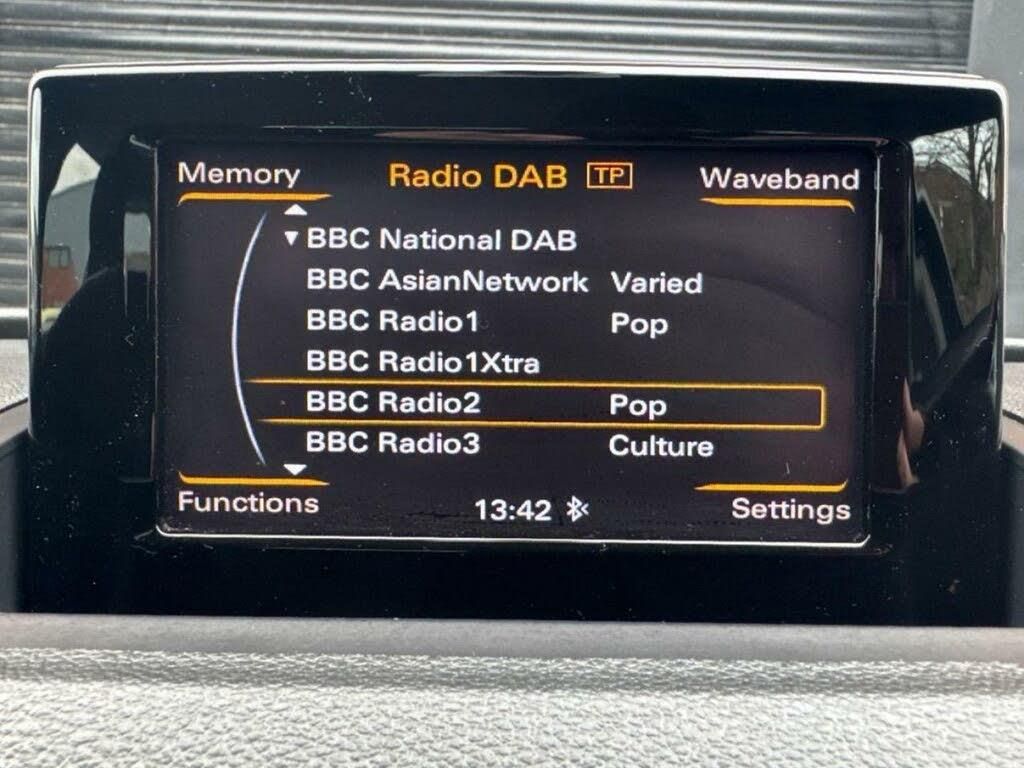 Memory Radio DAB TP Waveband
BBC National DAB
BBC AsianNetwork Varied
BBC Radio1 Pop
BBC Radio1Xtra
BBC Radio2 Pop
BBC Radio3 Culture
Functions 13:42 Settings